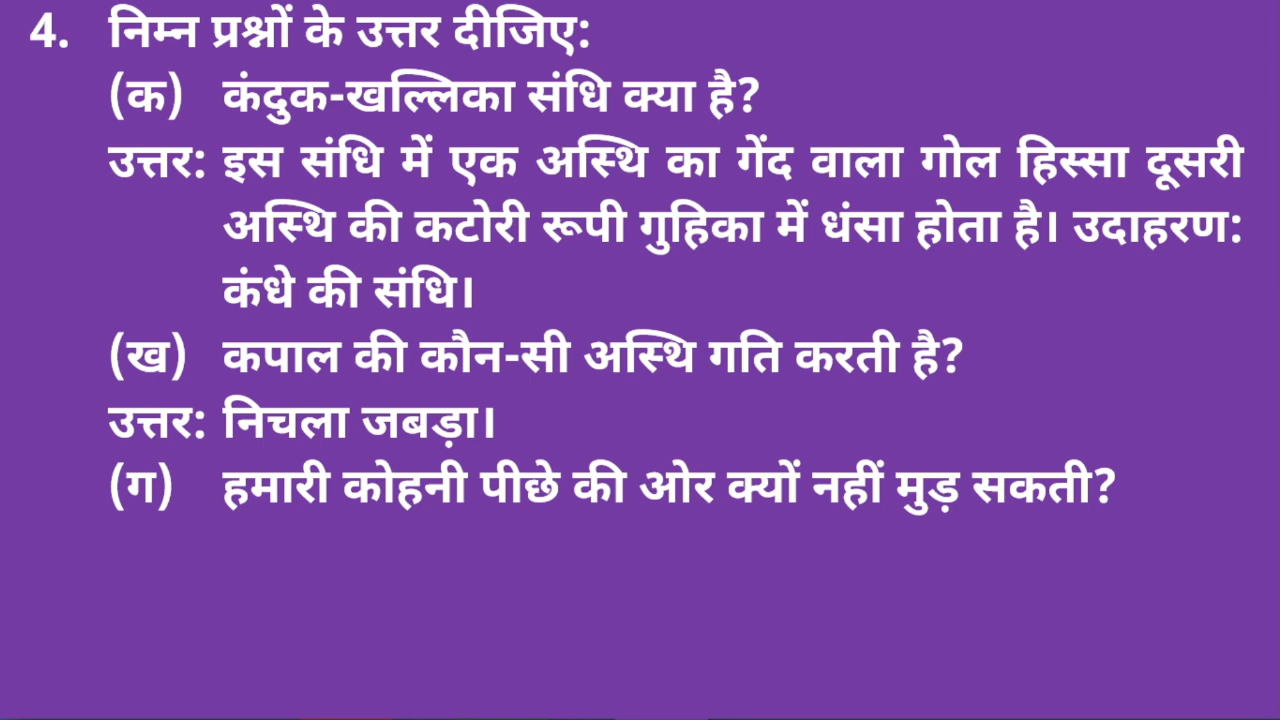 4. निम्न प्रश्नों के उत्तर दीजिए:
(क) कंदुक-खल्लिका संधि क्या है?
उत्तर: इस संधि में एक अस्थि का गेंद वाला गोल हिस्सा दूसरी
अस्थि की कटोरी रूपी गुहिका में धंसा होता है। उदाहरण:
कंधे की संधि।
(ख) कपाल की कौन-सी अस्थि गति करती है?
उत्तर: निचला जबड़ा।
(ग) हमारी कोहनी पीछे की ओर क्यों नहीं मुड़ सकती?